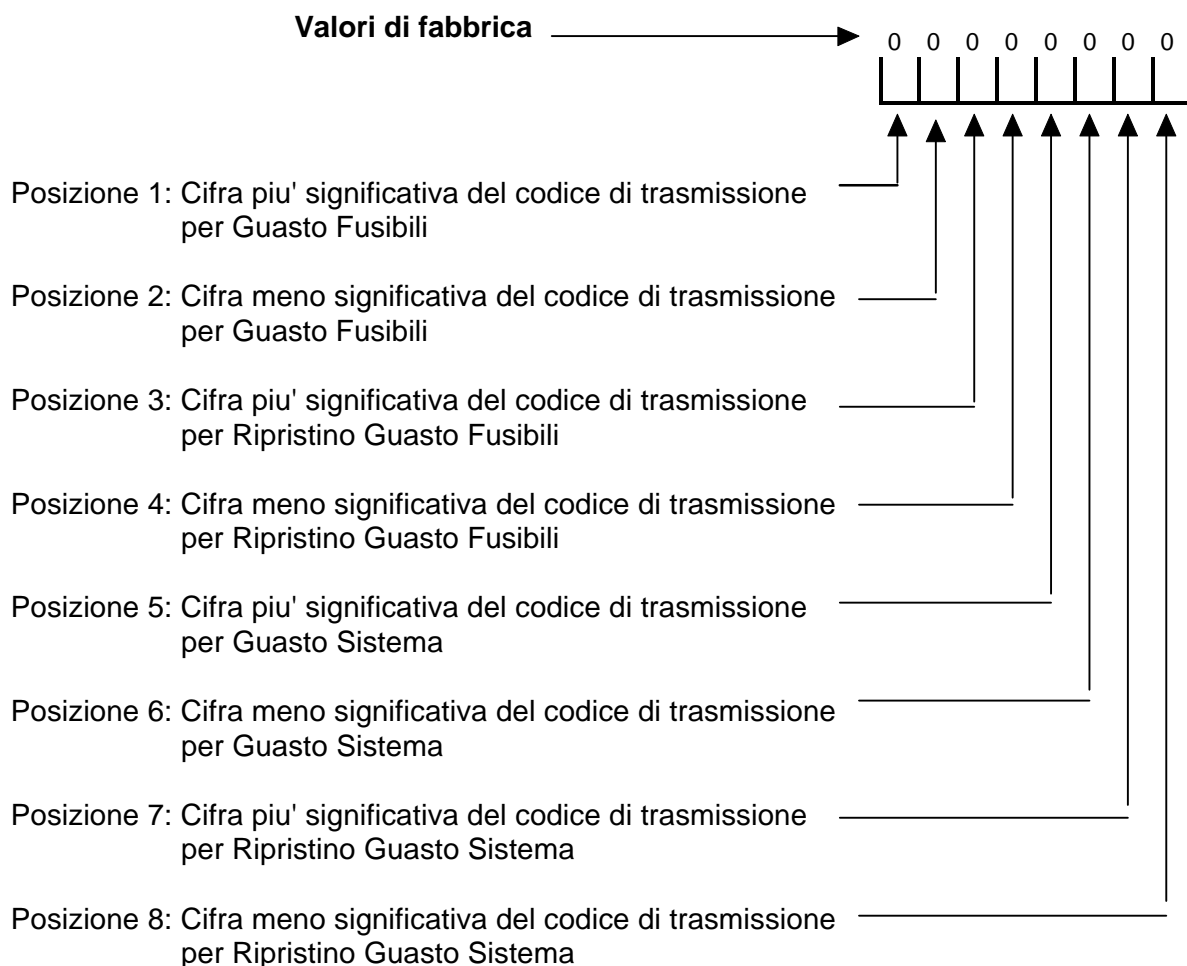 Valori di fabbrica
0 0 0 0 0 0 0 0
Posizione 1: Cifra piu' significativa del codice di trasmissione
per Guasto Fusibili
Posizione 2: Cifra meno significativa del codice di trasmissione
per Guasto Fusibili
Posizione 3: Cifra piu' significativa del codice di trasmissione
per Ripristino Guasto Fusibili
Posizione 4: Cifra meno significativa del codice di trasmissione
per Ripristino Guasto Fusibili
Posizione 5: Cifra piu' significativa del codice di trasmissione
per Guasto Sistema
Posizione 6: Cifra meno significativa del codice di trasmissione
per Guasto Sistema
Posizione 7: Cifra piu' significativa del codice di trasmissione
per Ripristino Guasto Sistema
Posizione 8: Cifra meno significativa del codice di trasmissione
per Ripristino Guasto Sistema